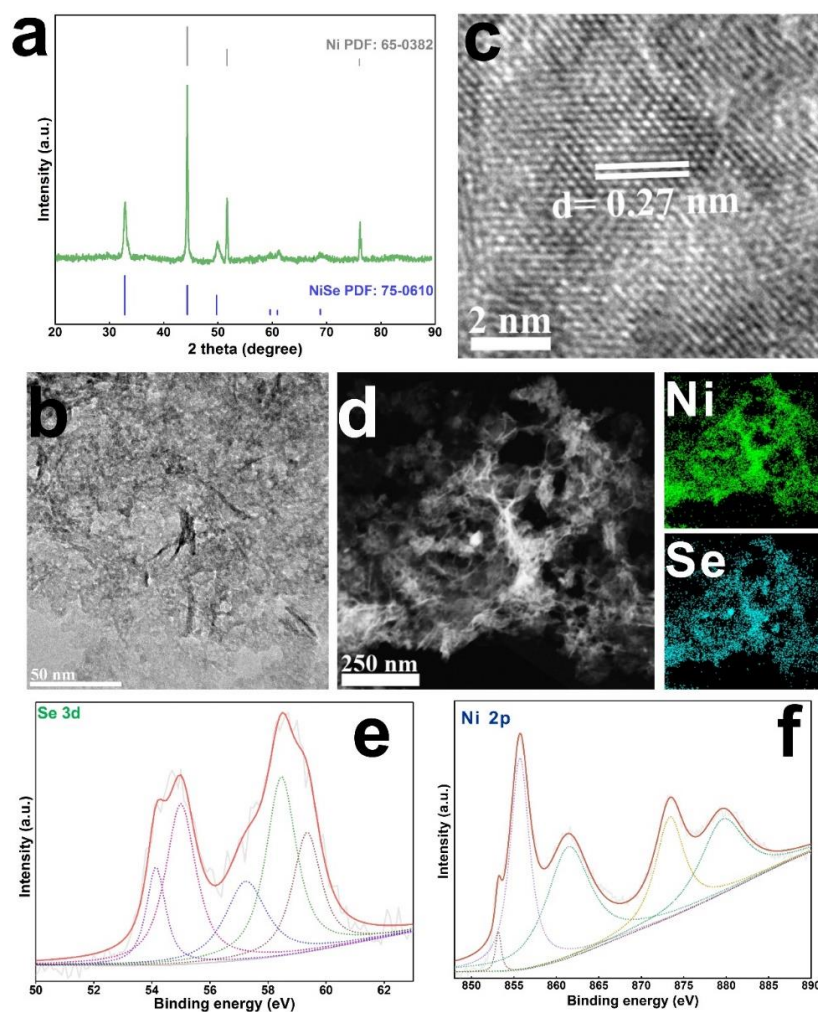 a
Ni PDF: 65-0382
Intensity (a.u.)
NiSe PDF: 75-0610
20 30 40 50 60 70 80 90
2 theta (degree)
c
d= 0.27 nm
2 nm
b
50 nm
d
250 nm
Ni
Se
Se 3d
e
Intensity (a.u.)
50 52 54 56 58 60 62
Binding energy (eV)
Ni 2p
f
Intensity (a.u.)
850 855 860 865 870 875 880 885 890
Binding energy (eV)